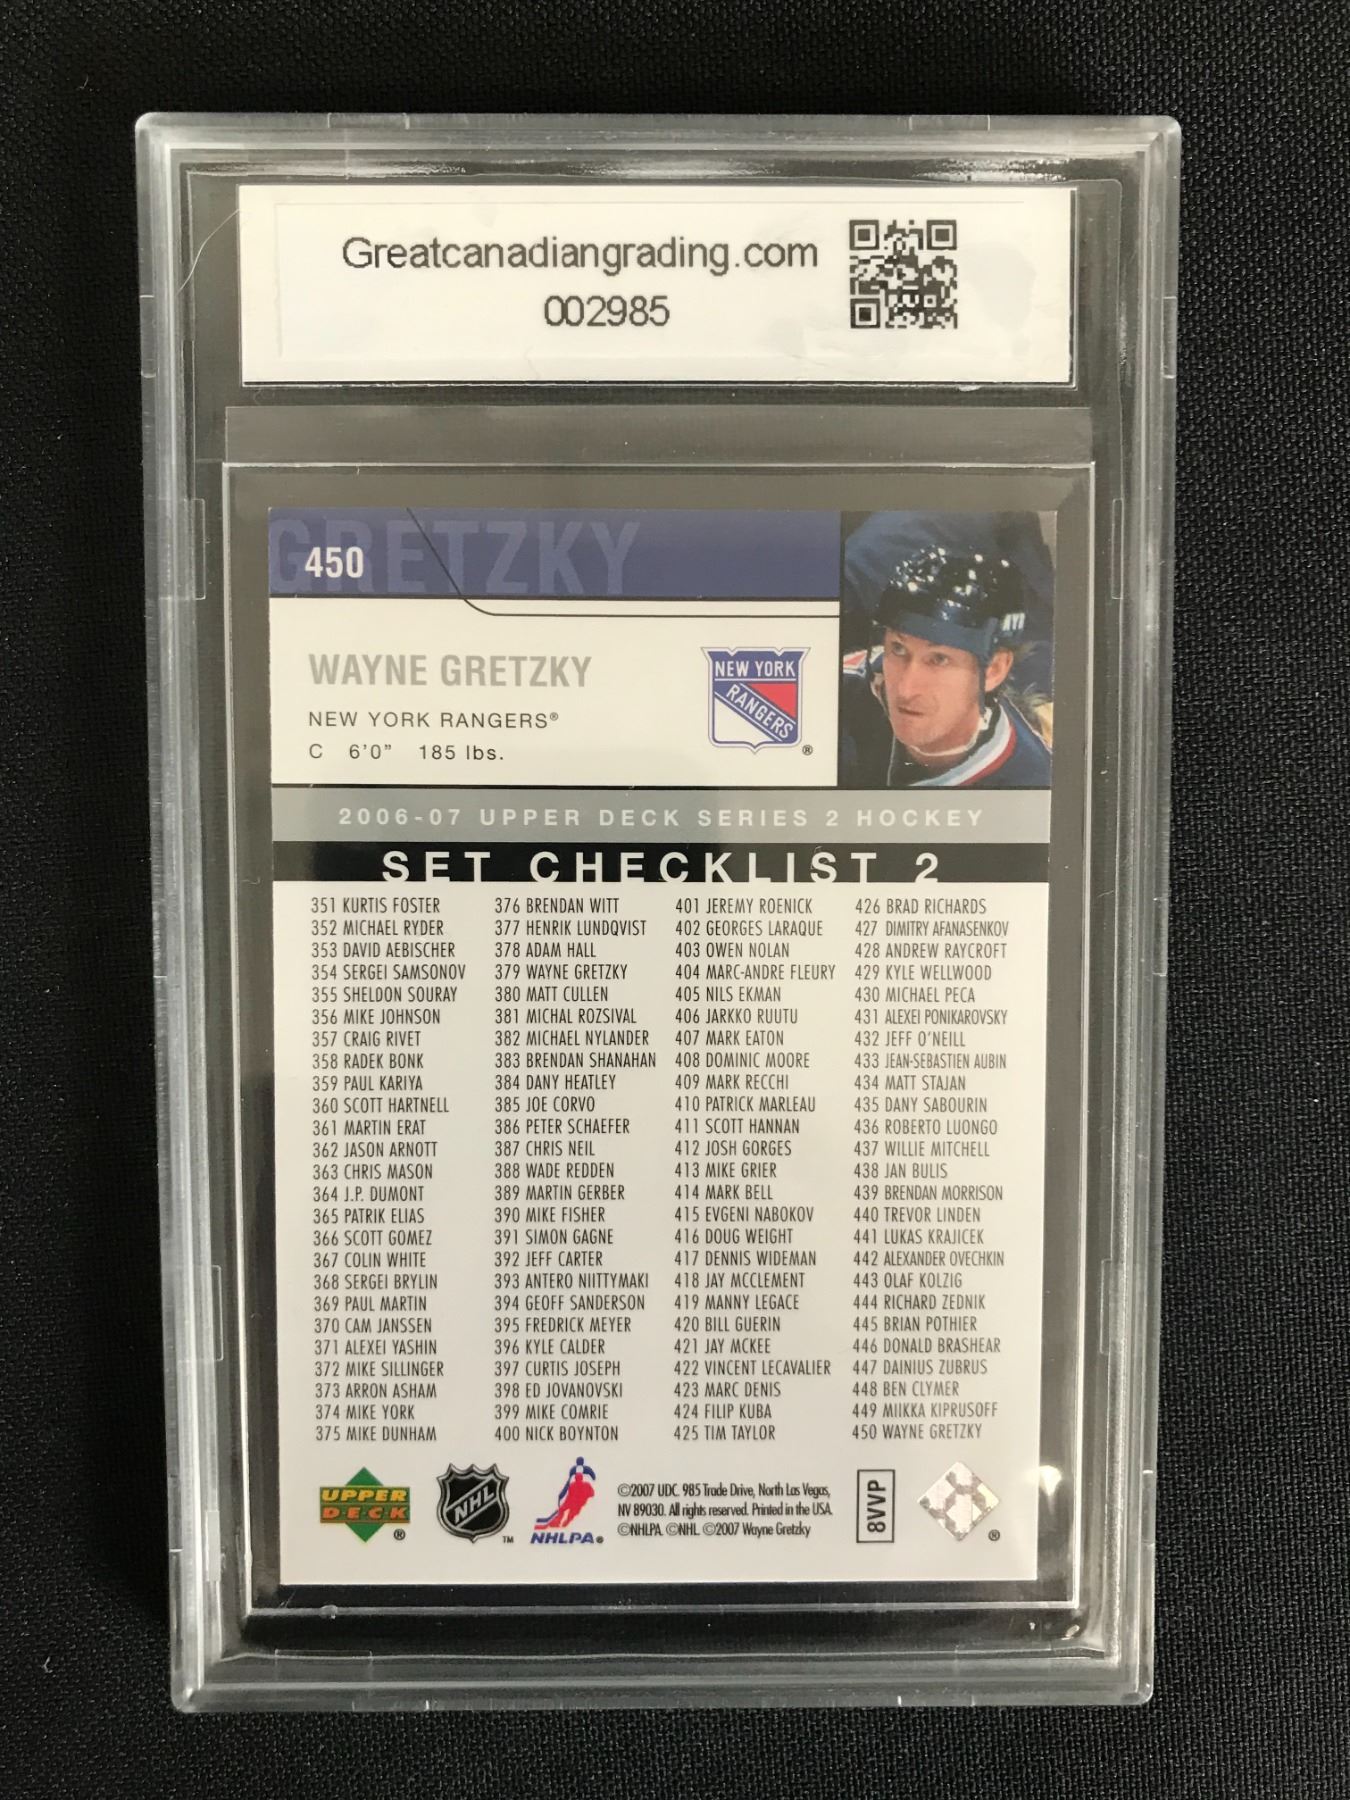 Greatcanadiangrading.com
002985
GRETZKY
450
WAYNE GRETZKY
NEW YORK RANGERS®
C 6'0" 185 lbs.
NEW YORK
RANGERS
®
NY
2006-07 UPPER DECK SERIES 2 HOCKEY
SET CHECKLIST 2
351 KURTIS FOSTER
352 MICHAEL RYDER
353 DAVID AEBISCHER
354 SERGEI SAMSONOV
355 SHELDON SOURAY
356 MIKE JOHNSON
357 CRAIG RIVET
358 RADEK BONK
359 PAUL KARIYA
360 SCOTT HARTNELL
361 MARTIN ERAT
362 JASON ARNOTT
363 CHRIS MASON
364 J.P. DUMONT
365 PATRIK ELIAS
366 SCOTT GOMEZ
367 COLIN WHITE
368 SERGEI BRYLIN
369 PAUL MARTIN
370 CAM JANSSEN
371 ALEXEI YASHIN
372 MIKE SILLINGER
373 ARRON ASHAM
374 MIKE YORK
375 MIKE DUNHAM
376 BRENDAN WITT
377 HENRIK LUNDQVIST
378 ADAM HALL
379 WAYNE GRETZKY
380 MATT CULLEN
381 MICHAL ROZSIVAL
382 MICHAEL NYLANDER
383 BRENDAN SHANAHAN
384 DANY HEATLEY
385 JOE CORVO
386 PETER SCHAEFER
387 CHRIS NEIL
388 WADE REDDEN
389 MARTIN GERBER
390 MIKE FISHER
391 SIMON GAGNE
392 JEFF CARTER
393 ANTERO NIITTYMAKI
394 GEOFF SANDERSON
395 FREDRICK MEYER
396 KYLE CALDER
397 CURTIS JOSEPH
398 ED JOVANOVSKI
399 MIKE COMRIE
400 NICK BOYNTON
401 JEREMY ROENICK
402 GEORGES LARAQUE
403 OWEN NOLAN
404 MARC-ANDRE FLEURY
405 NILS EKMAN
406 JARKKO RUUTU
407 MARK EATON
408 DOMINIC MOORE
409 MARK RECCHI
410 PATRICK MARLEAU
411 SCOTT HANNAN
412 JOSH GORGES
413 MIKE GRIER
414 MARK BELL
415 EVGENI NABOKOV
416 DOUG WEIGHT
417 DENNIS WIDEMAN
418 JAY MCCLEMENT
419 MANNY LEGACE
420 BILL GUERIN
421 JAY MCKEE
422 VINCENT LECAVALIER
423 MARC DENIS
424 FILIP KUBA
425 TIM TAYLOR
426 BRAD RICHARDS
427 DIMITRY AFANASENKOV
428 ANDREW RAYCROFT
429 KYLE WELLWOOD
430 MICHAEL PECA
431 ALEXEI PONIKAROVSKY
432 JEFF O'NEILL
433 JEAN-SEBASTIEN AUBIN
434 MATT STAJAN
435 DANY SABOURIN
436 ROBERTO LUONGO
437 WILLIE MITCHELL
438 JAN BULIS
439 BRENDAN MORRISON
440 TREVOR LINDEN
441 LUKAS KRAJICEK
442 ALEXANDER OVECHKIN
443 OLAF KOLZIG
444 RICHARD ZEDNIK
445 BRIAN POTHIER
446 DONALD BRASHEAR
447 DAINIUS ZUBRUS
448 BEN CLYMER
449 MIIKKA KIPRUSOFF
450 WAYNE GRETZKY
UPPER
DECK
®
NHL
™
NHLPA®
©2007 UDC. 985 Trade Drive, North Las Vegas,
NV 89030. All rights reserved. Printed in the USA.
©NHLPA. ©NHL. ©2007 Wayne Gretzky
8VVP
®